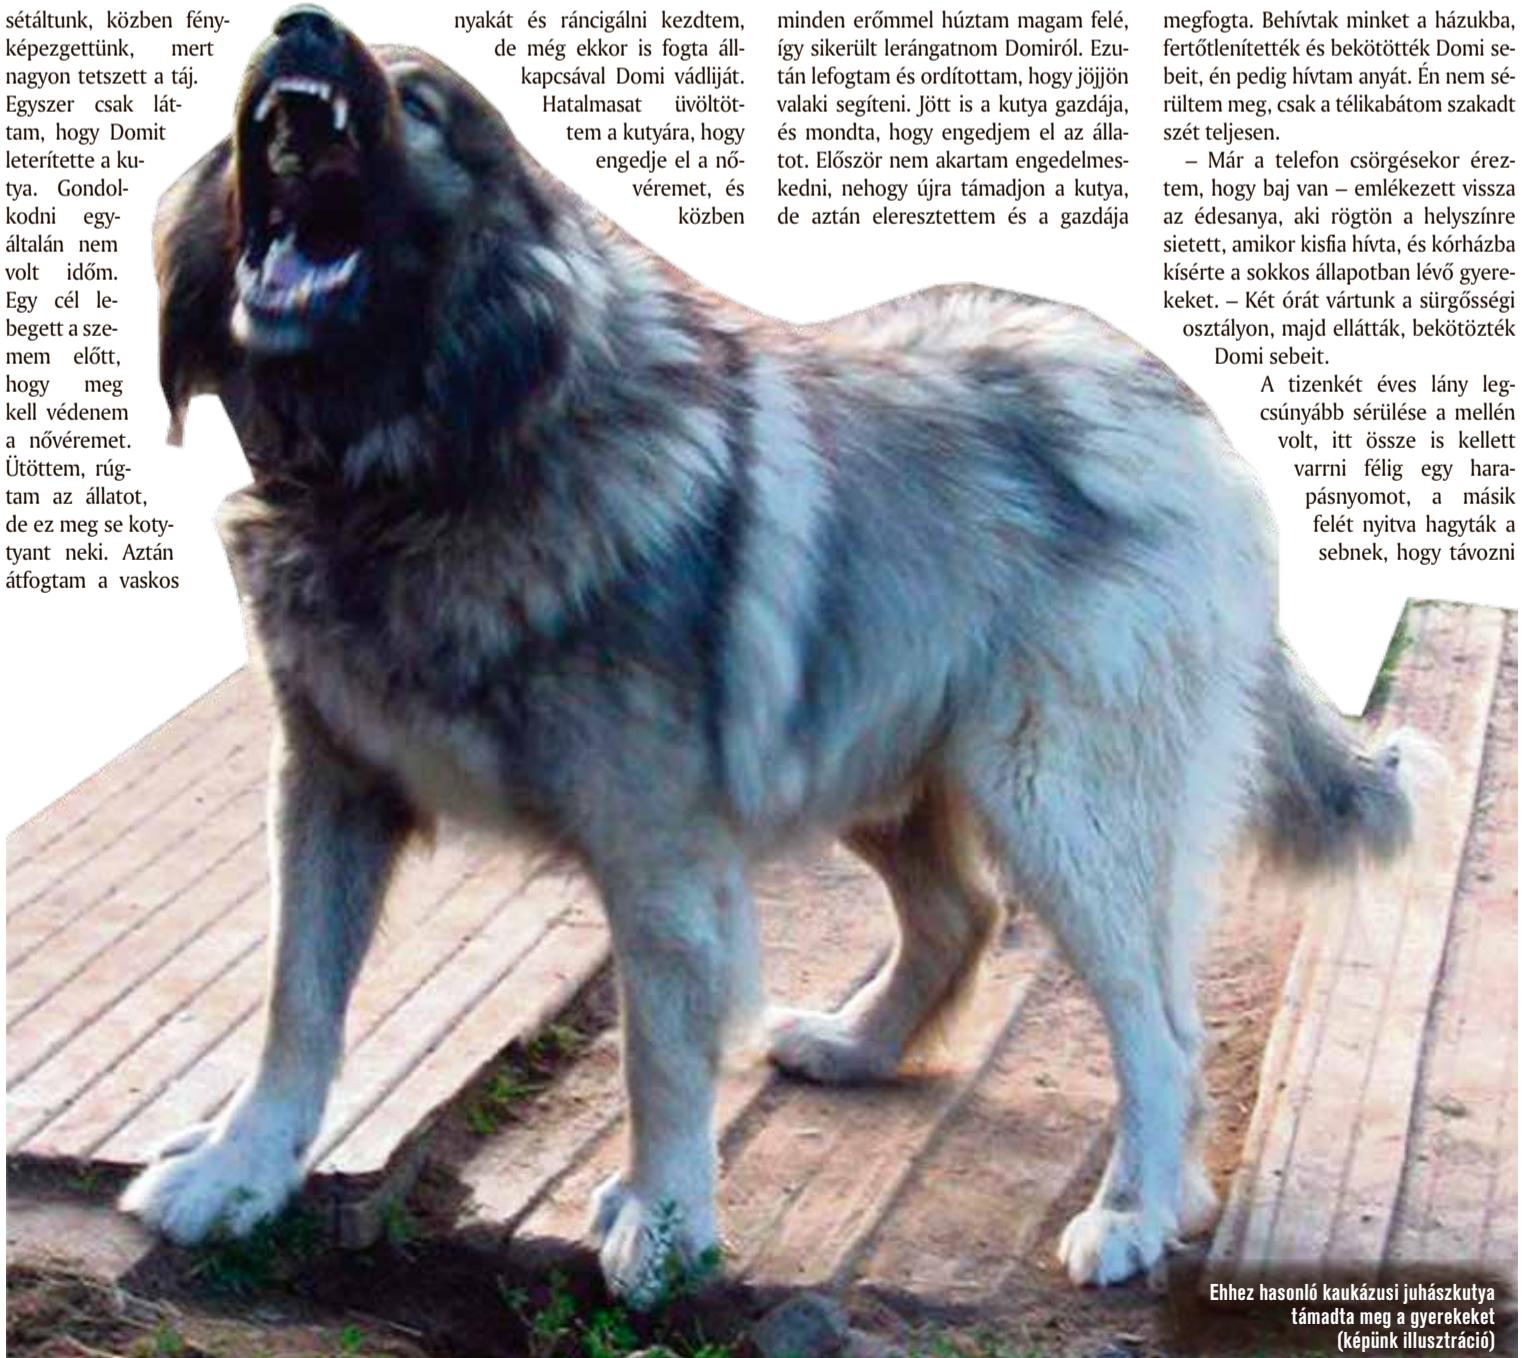 sétáltunk, közben fény-
képezgettünk, mert
nagyon tetszett a táj.
Egyszer csak lát-
tam, hogy Domit
leterítette a ku-
tya. Gondol-
kodni egy-
általán nem
volt időm.
Egy cél le-
begett a sze-
mem előtt,
hogy meg
kell védenem
a nővéremet.
Ütöttem, rúg-
tam az állatot,
de ez meg se koty-
tyant neki. Aztán
átfogtam a vaskos
nyakát és ráncigálni kezdtem,
de még ekkor is fogta áll-
kapcsával Domi vádliját.
Hatalmasat üvöltöt-
tem a kutyára, hogy
engedje el a nő-
véremet, és
közben
minden erőmmel húztam magam felé,
így sikerült lerángatnom Domiról. Ezu-
tán lefogtam és ordítottam, hogy jöjjön
valaki segíteni. Jött is a kutya gazdája,
és mondta, hogy engedjem el az álla-
tot. Először nem akartam engedelmes-
kedni, nehogy újra támadjon a kutya,
de aztán eleresztettem és a gazdája
megfogta. Behívtak minket a házukba,
fertőtlenítették és bekötötték Domi se-
beit, én pedig hívtam anyát. Én nem sé-
rültem meg, csak a télikabátom szakadt
szét teljesen.
– Már a telefon csörgésekor érez-
tem, hogy baj van – emlékezett vissza
az édesanya, aki rögtön a helyszínre
sietett, amikor kisfia hívta, és kórházba
kísérte a sokkos állapotban lévő gyere-
keket. – Két órát vártunk a sürgősségi
osztályon, majd ellátták, bekötözték
Domi sebeit.
A tizenkét éves lány leg-
csúnyább sérülése a mellén
volt, itt össze is kellett
varrni félig egy hara-
pásnyomot, a másik
felét nyitva hagyták a
sebnek, hogy távozni
Ehhez hasonló kaukázusi juhászkutya
támadta meg a gyerekeket
(képünk illusztráció)